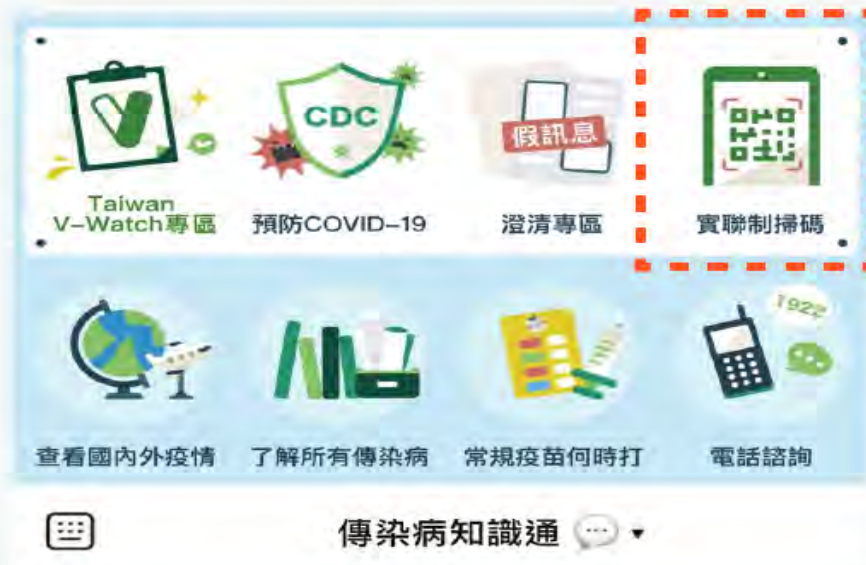 CDC
假訊息
Taiwan
V-Watch專區
預防COVID-19
澄清專區
實聯制掃碼
1922
查看國內外疫情
了解所有傳染病
常規疫苗何時打
電話諮詢
傳染病知識通